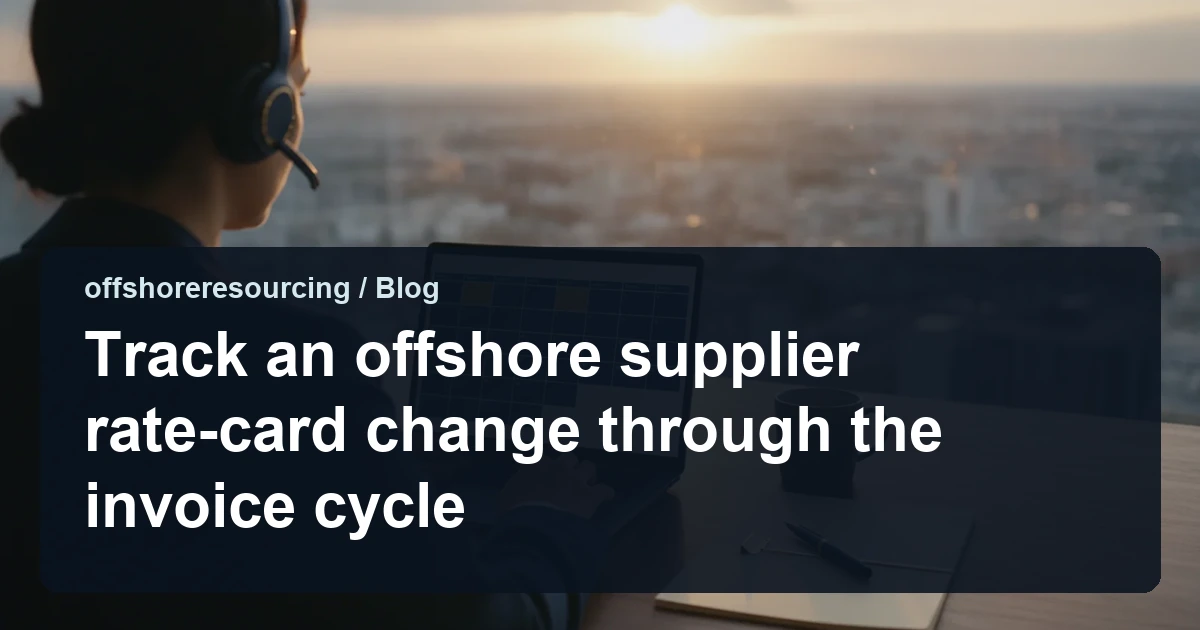 offshoreresourcing / Blog
Track an offshore supplier
rate-card change through the
invoice cycle